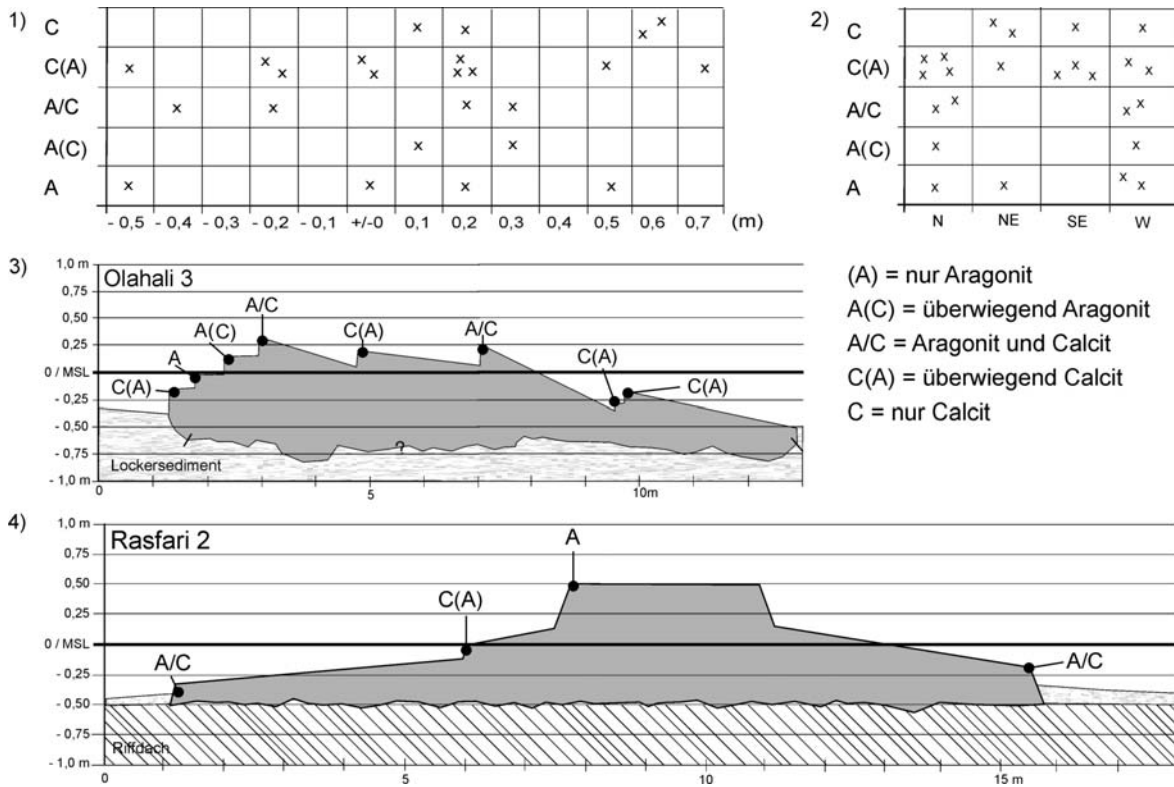 1)
C
C(A)
A/C
A(C)
A
- 0,5 - 0,4 - 0,3 - 0,2 - 0,1 +/-0 0,1 0,2 0,3 0,4 0,5 0,6 0,7 (m)
2)
C
C(A)
A/C
A(C)
A
N NE SE W
(A) = nur Aragonit
A(C) = überwiegend Aragonit
A/C = Aragonit und Calcit
C(A) = überwiegend Calcit
C = nur Calcit
3)
Olahali 3
1,0 m
0,75
0,50
0,25
0 / MSL
- 0,25
- 0,50
- 0,75
- 1,0 m
C(A)
A
A(C)
A/C
C(A)
A/C
C(A)
C(A)
?
Lockersediment
0 5 10m
4)
Rasfari 2
1,0 m
0,75
0,50
0,25
0 / MSL
- 0,25
- 0,50
- 0,75
- 1,0 m
A/C
C(A)
A
A/C
Riffdach
0 5 10 15 m